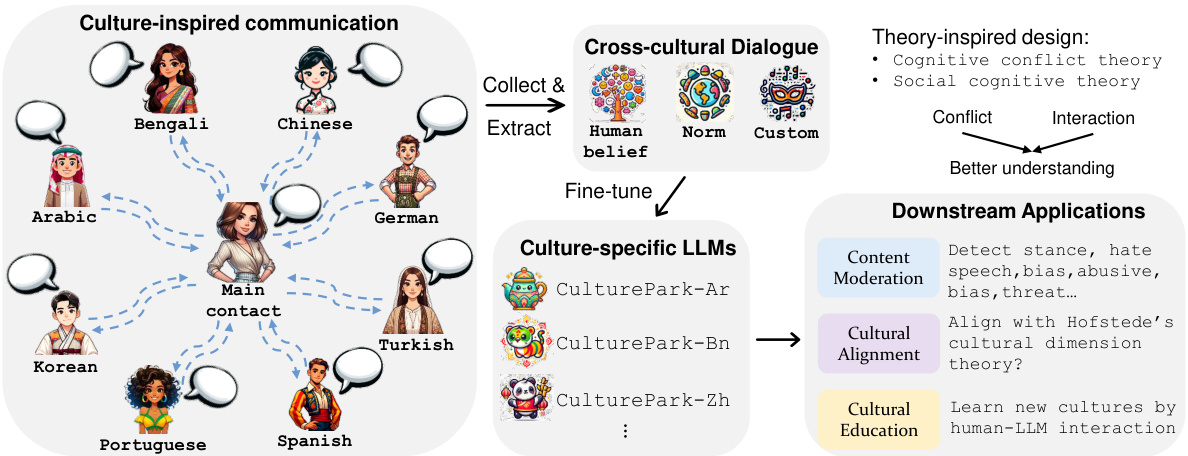 Culture-inspired communication
Bengali
Chinese
Arabic
German
Main
contact
Korean
Turkish
Portuguese
Spanish
Collect &
Extract
Cross-cultural Dialogue
Human
belief
Norm
Custom
Fine-tune
Culture-specific LLMs
CulturePark-Ar
CulturePark-Bn
CulturePark-Zh
⋮
Theory-inspired design:
• Cognitive conflict theory
• Social cognitive theory
Conflict
Interaction
Better understanding
Downstream Applications
Content
Moderation
Detect stance, hate
speech,bias,abusive,
bias,threat…
Cultural
Alignment
Align with Hofstede's
cultural dimension
theory?
Cultural
Education
Learn new cultures by
human-LLM interaction